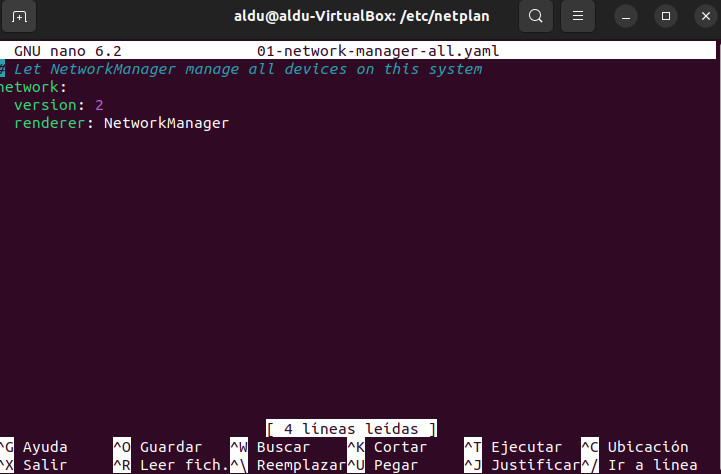 aldu@aldu-VirtualBox: /etc/netplan
GNU nano 6.2 01-network-manager-all.yaml
# Let NetworkManager manage all devices on this system
network:
version: 2
renderer: NetworkManager
[ 4 líneas leídas ]
^G Ayuda ^O Guardar ^W Buscar ^K Cortar ^T Ejecutar ^C Ubicación
^X Salir ^R Leer fich. ^\ Reemplazar ^U Pegar ^J Justificar ^/ Ir a línea